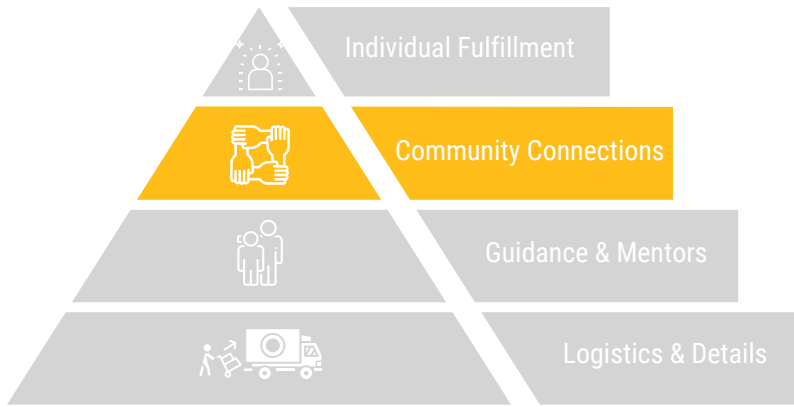 Individual Fulfillment
Community Connections
Guidance & Mentors
Logistics & Details